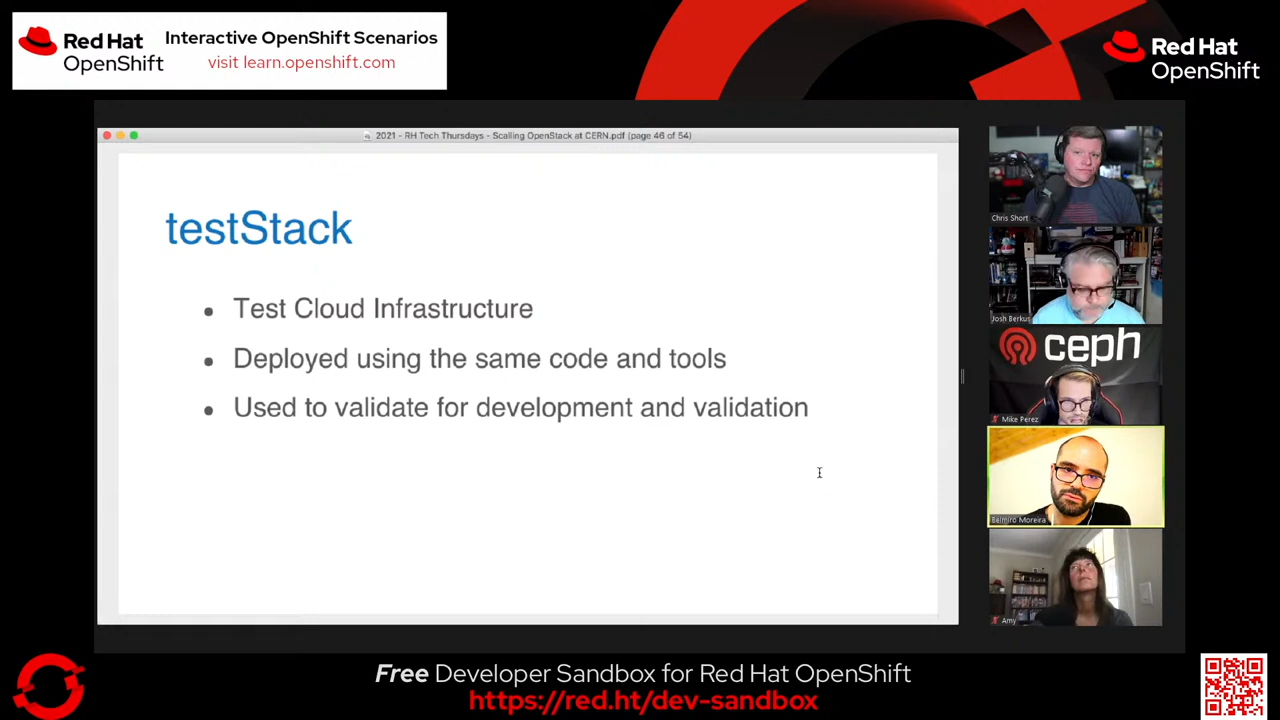 Red Hat
OpenShift
Interactive OpenShift Scenarios
visit learn.openshift.com
Red Hat
OpenShift
2021 - RH Tech Thursdays - Scalling OpenStack at CERN.pdf (page 46 of 54)
testStack
• Test Cloud Infrastructure
• Deployed using the same code and tools
• Used to validate for development and validation
Chris Short
Josh Berkus
ceph
Mike Perez
Belmiro Moreira
Amy
Free Developer Sandbox for Red Hat OpenShift
https://red.ht/dev-sandbox